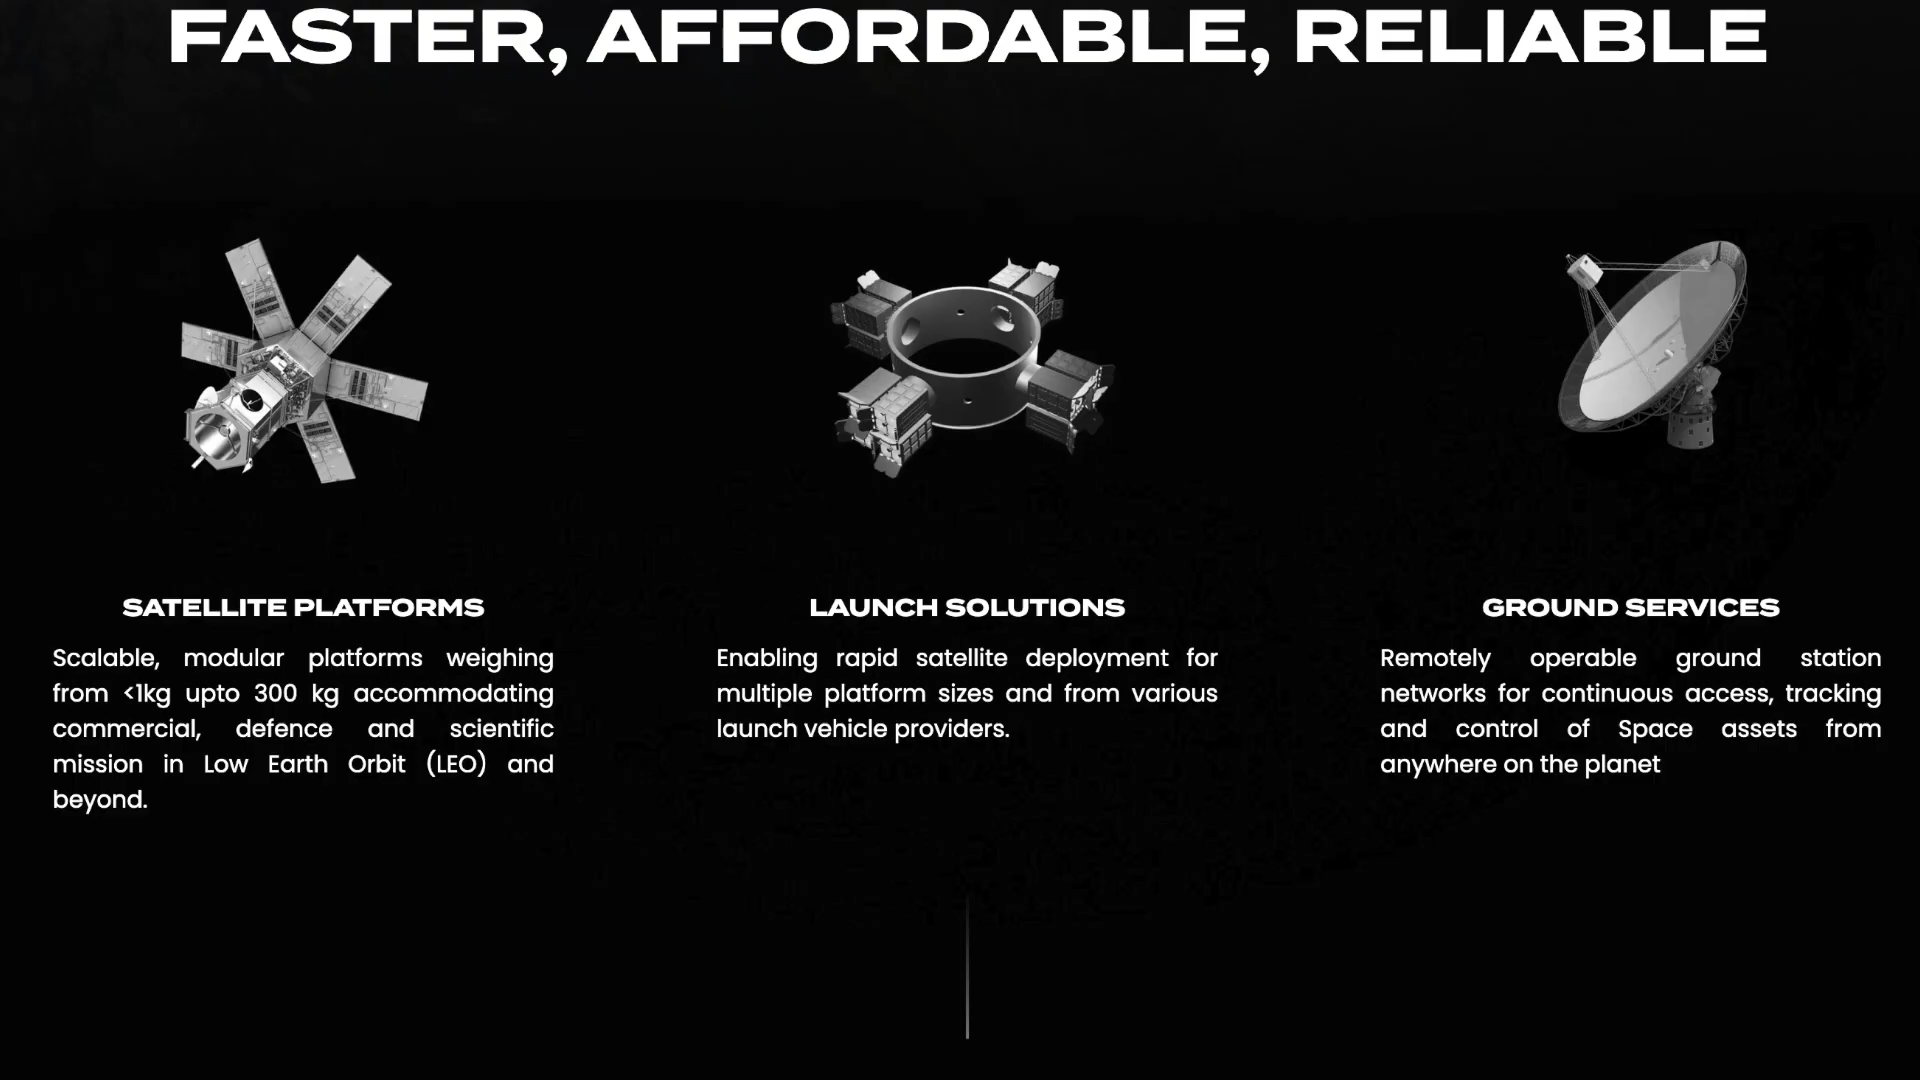 FASTER, AFFORDABLE, RELIABLE
SATELLITE PLATFORMS
Scalable, modular platforms weighing
from <1kg upto 300 kg accommodating
commercial, defence and scientific
mission in Low Earth Orbit (LEO) and
beyond.
LAUNCH SOLUTIONS
Enabling rapid satellite deployment for
multiple platform sizes and from various
launch vehicle providers.
GROUND SERVICES
Remotely operable ground station
networks for continuous access, tracking
and control of Space assets from
anywhere on the planet